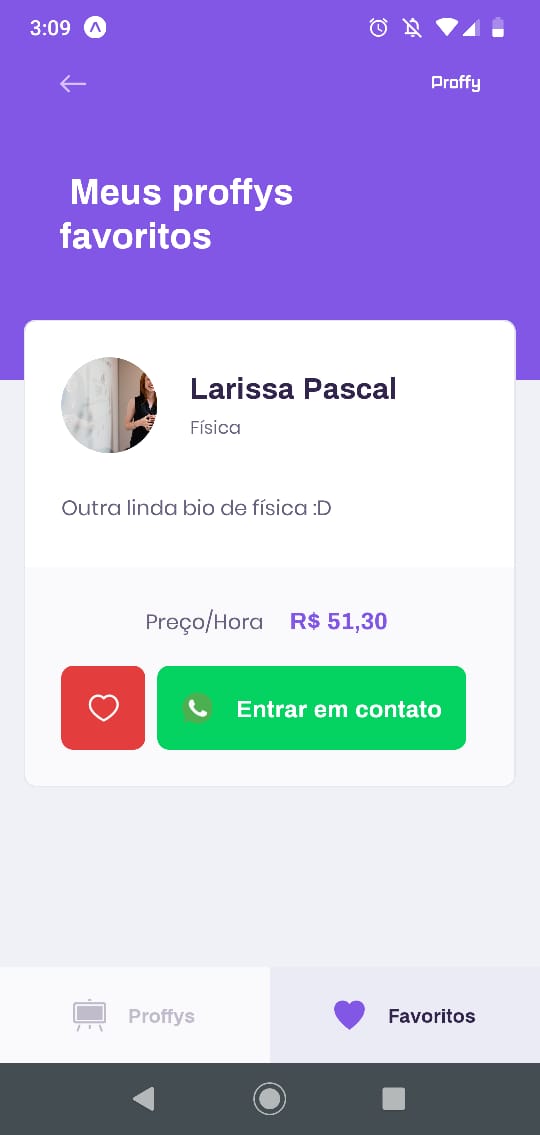 3:09
Proffy
Meus proffys
favoritos
Larissa Pascal
Física
Outra linda bio de física :D
Preço/Hora R$ 51,30
Entrar em contato
Proffys
Favoritos